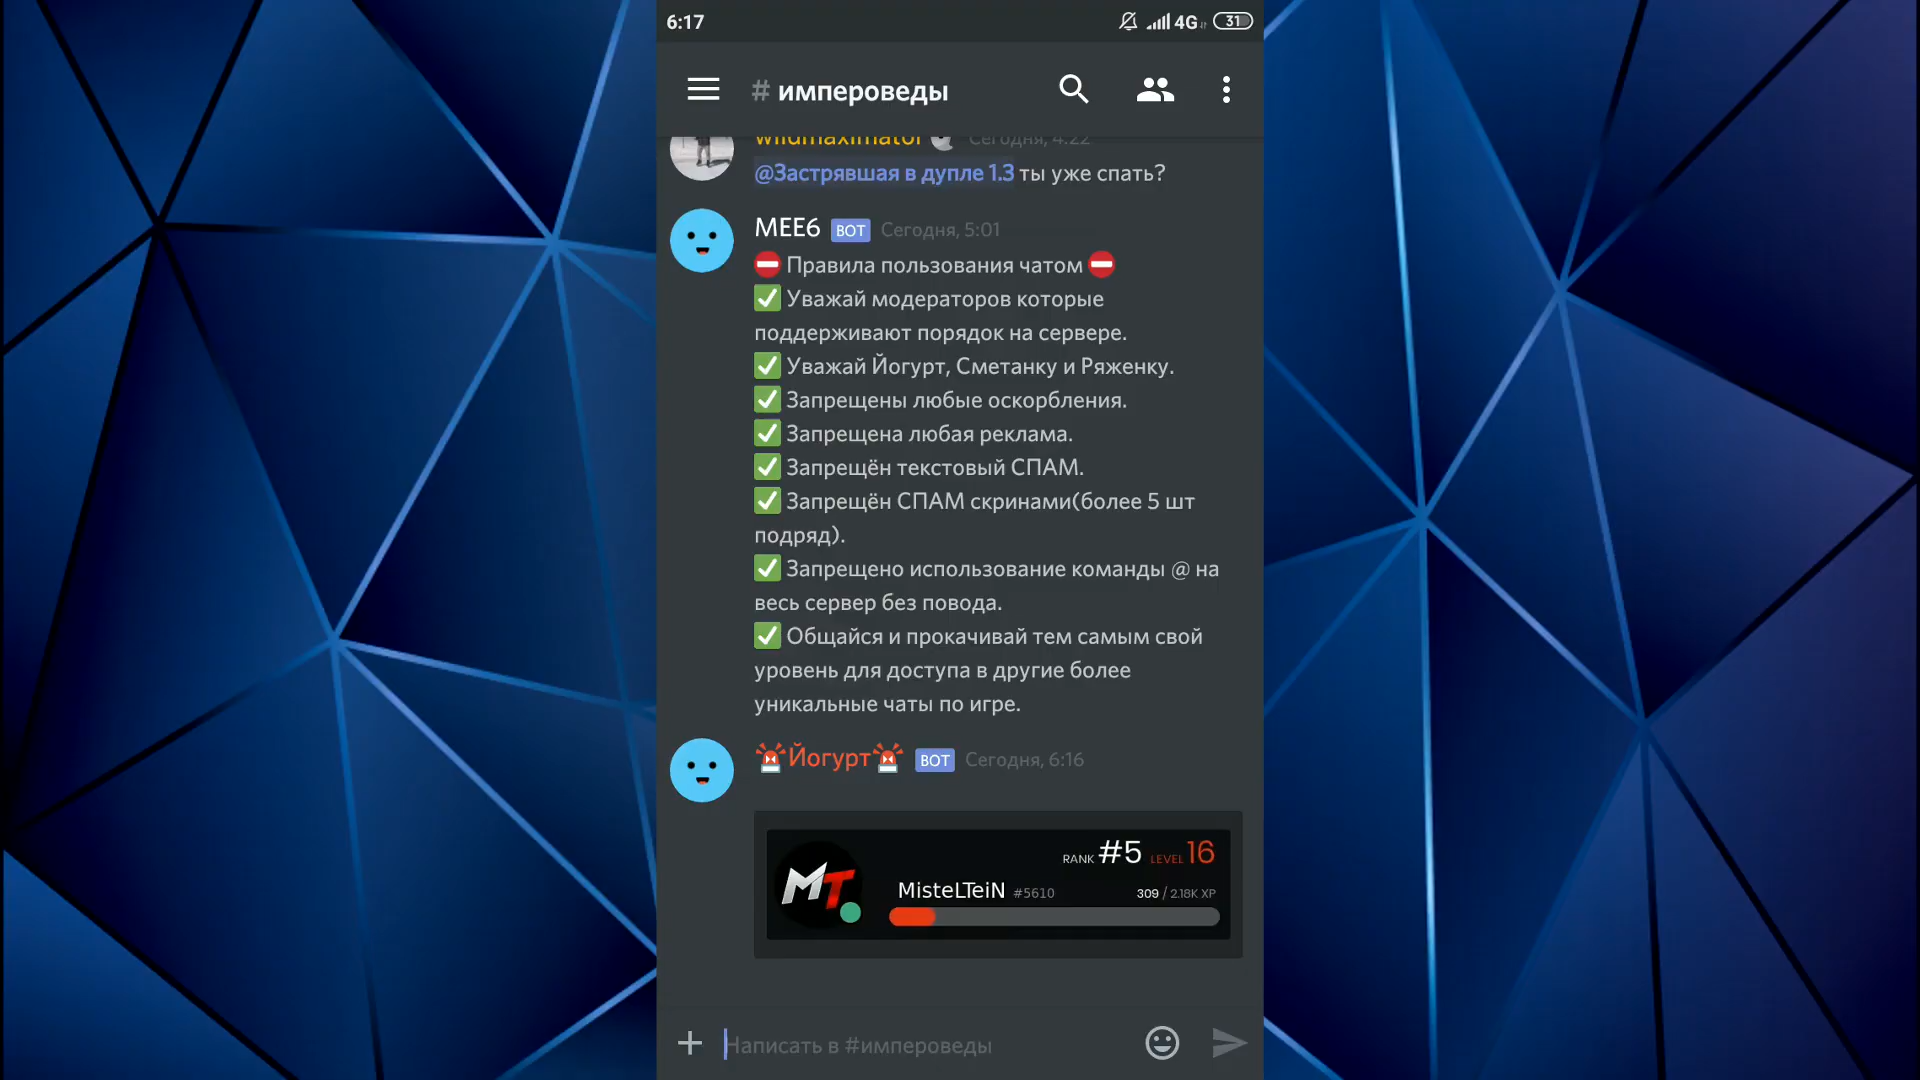 6:17 4G 31
# импероведы
wildmaximator Сегодня, 4:22
@Застрявшая в дупле 1.3 ты уже спать?
MEE6 BOT Сегодня, 5:01
⛔ Правила пользования чатом ⛔
✅ Уважай модераторов которые
поддерживают порядок на сервере.
✅ Уважай Йогурт, Сметанку и Ряженку.
✅ Запрещены любые оскорбления.
✅ Запрещена любая реклама.
✅ Запрещён текстовый СПАМ.
✅ Запрещён СПАМ скринами(более 5 шт
подряд).
✅ Запрещено использование команды @ на
весь сервер без повода.
✅ Общайся и прокачивай тем самым свой
уровень для доступа в другие более
уникальные чаты по игре.
🚨Йогурт🚨 BOT Сегодня, 6:16
RANK #5 LEVEL 16
MT
MisteLTeiN #5610 309 / 2.18K XP
Написать в #импероведы